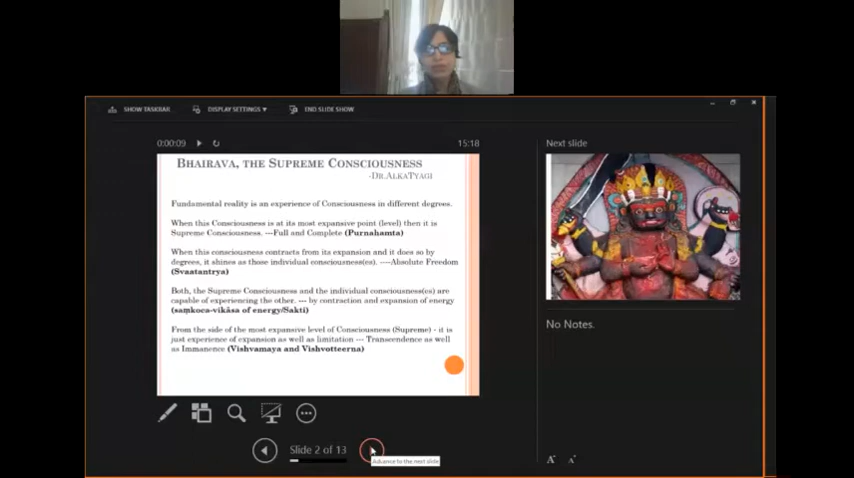 SHOW TASKBAR
DISPLAY SETTINGS ▾
END SLIDE SHOW
0:00:09
15:18
BHAIRAVA, THE SUPREME CONSCIOUSNESS
-DR.ALKATYAGI
Fundamental reality is an experience of Consciousness in different degrees.
When this Consciousness is at its most expansive point (level) then it is
Supreme Consciousness. ---Full and Complete (Purnahamta)
When this consciousness contracts from its expansion and it does so by
degrees, it shines as those individual consciousness(es). ----Absolute Freedom
(Svaatantrya)
Both, the Supreme Consciousness and the individual consciousness(es) are
capable of experiencing the other. --- by contraction and expansion of energy
(saṃkoca-vikāsa of energy/Sakti)
From the side of the most expansive level of Consciousness (Supreme) - it is
just experience of expansion as well as limitation --- Transcendence as well
as Immanence (Vishvamaya and Vishvotteerna)
Slide 2 of 13
Advance to the next slide
Next slide
No Notes.
A
A